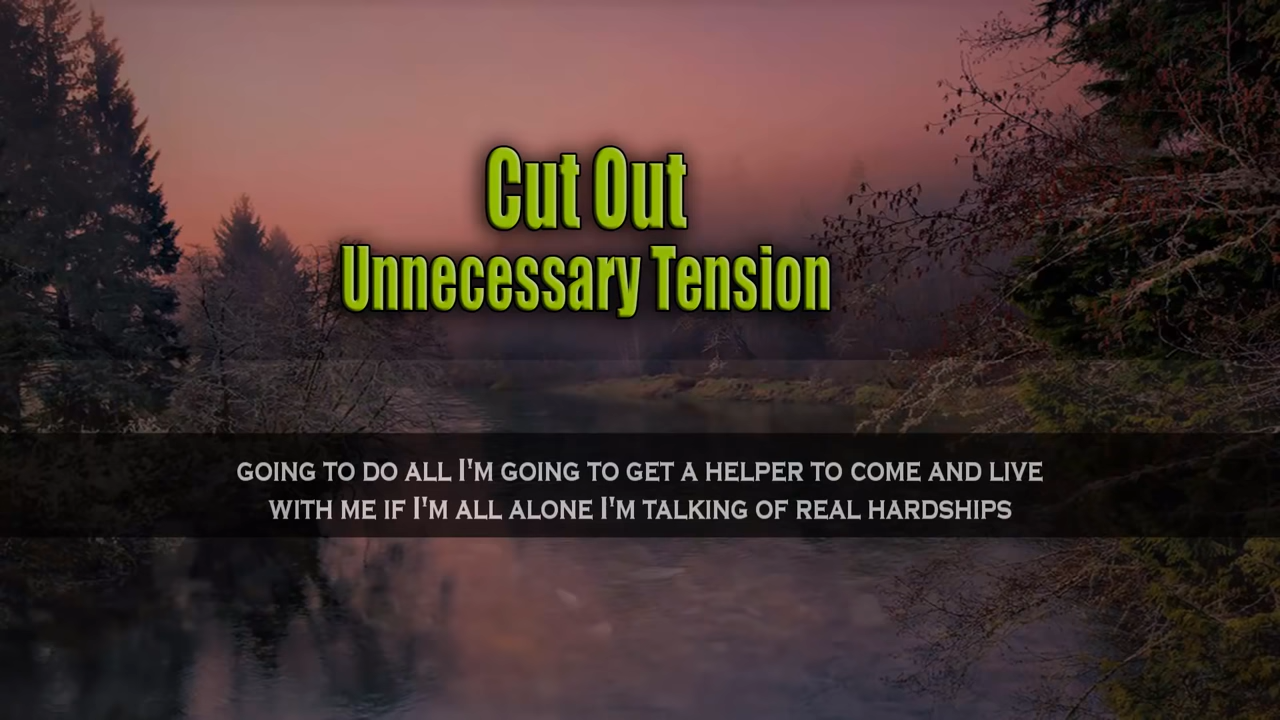 Cut Out
Unnecessary Tension
GOING TO DO ALL I'M GOING TO GET A HELPER TO COME AND LIVE
WITH ME IF I'M ALL ALONE I'M TALKING OF REAL HARDSHIPS